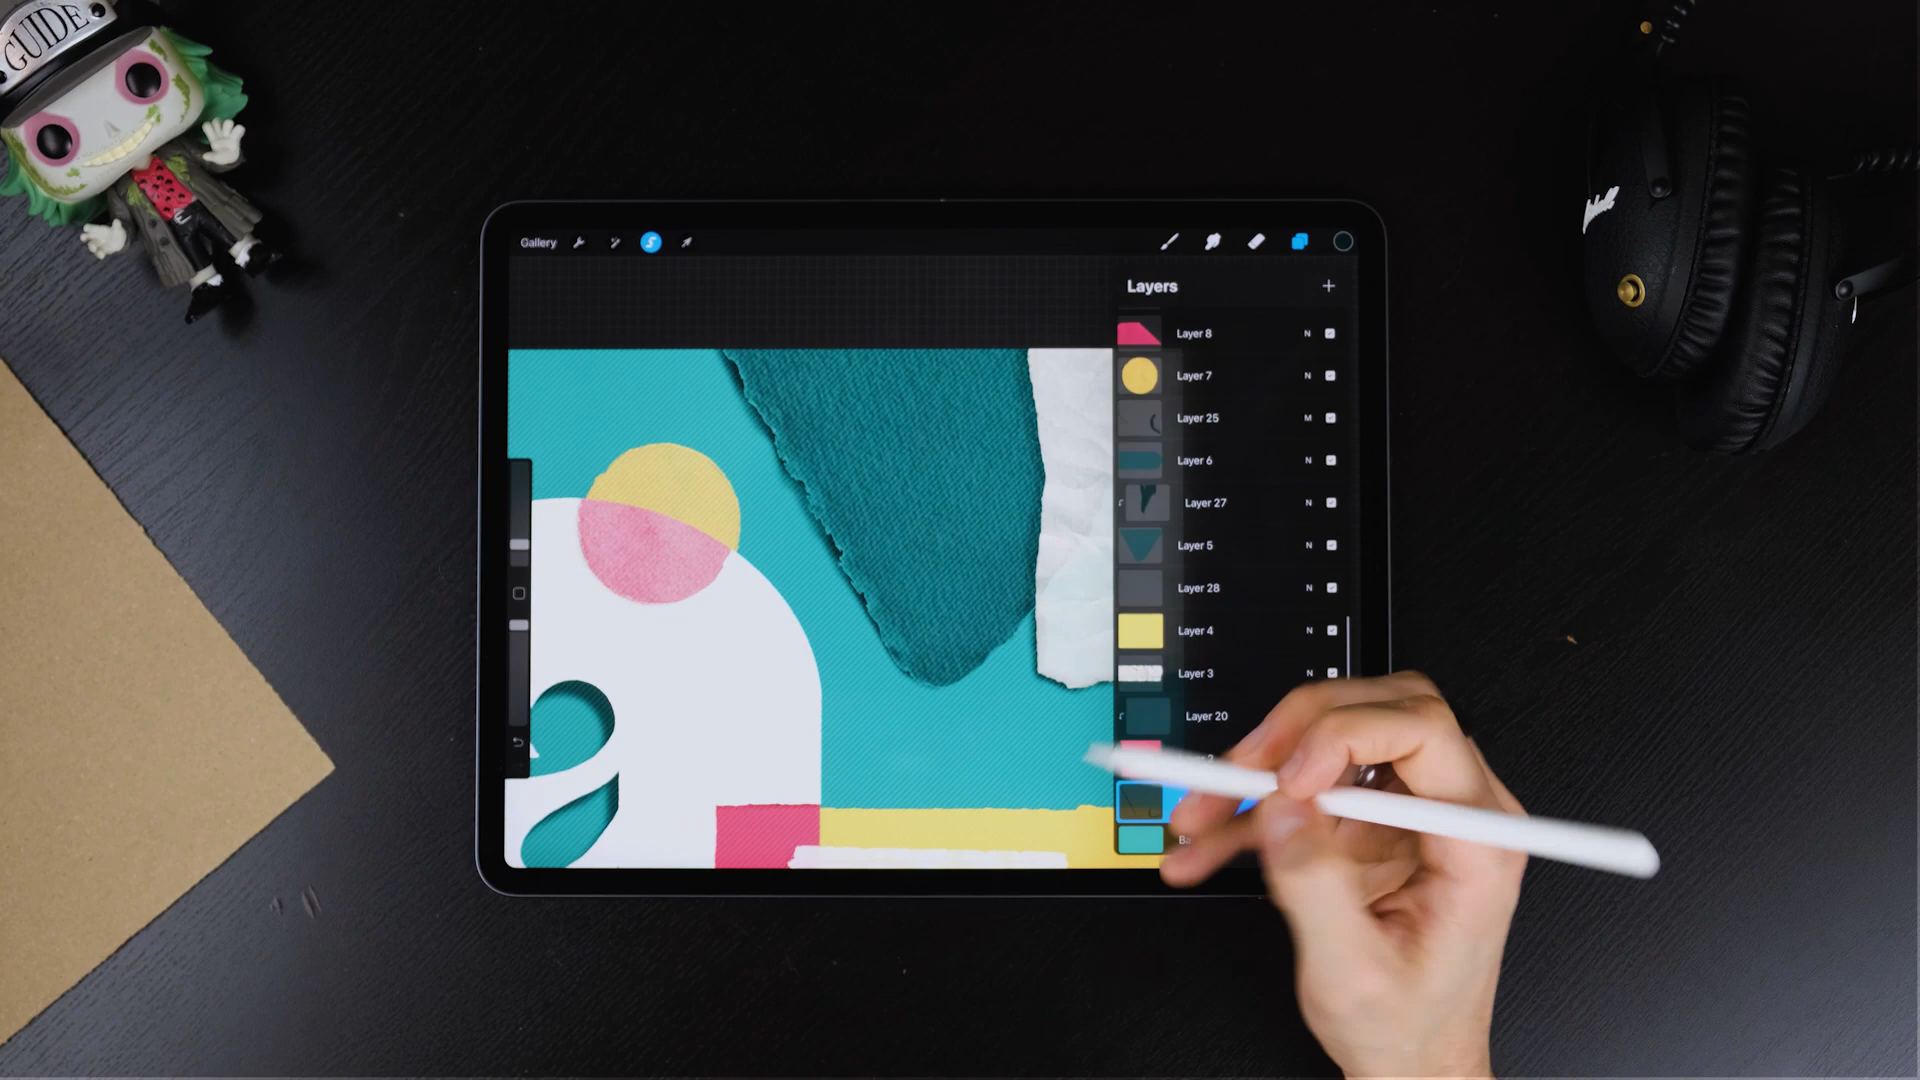 GUIDE
Gallery
Layers
Layer 8 N
Layer 7 N
Layer 25 M
Layer 6 N
Layer 27 N
Layer 5 N
Layer 28 N
Layer 4 N
Layer 3 N
Layer 20